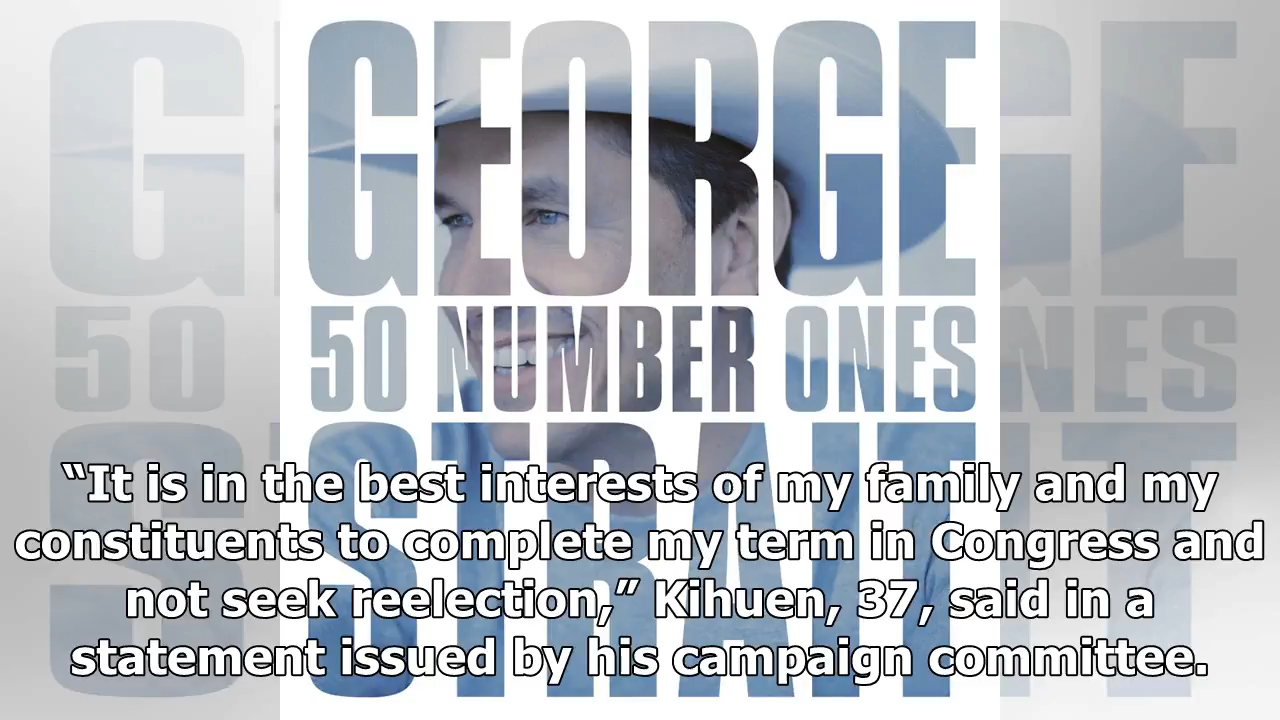 GEORGE
50 NUMBER ONES
STRAIT
“It is in the best interests of my family and my
constituents to complete my term in Congress and
not seek reelection,” Kihuen, 37, said in a
statement issued by his campaign committee.